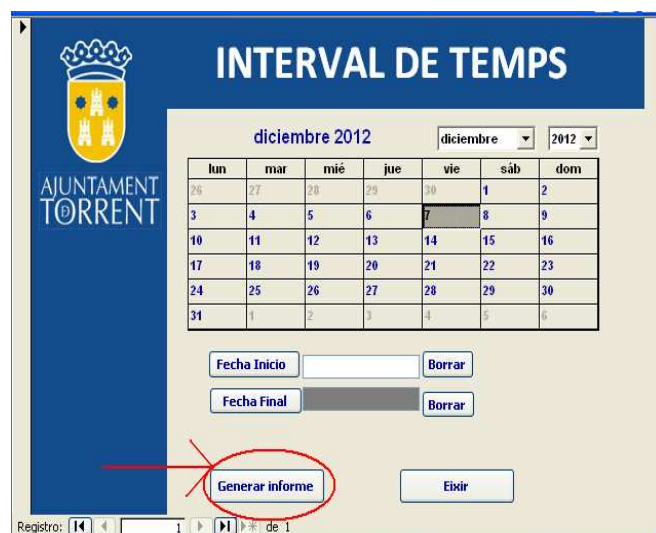 INTERVAL DE TEMPS
AJUNTAMENT
TORRENT
diciembre 2012 diciembre 2012
lun mar mié jue vie sáb dom
26 27 28 29 30 1 2
3 4 5 6 7 8 9
10 11 12 13 14 15 16
17 18 19 20 21 22 23
24 25 26 27 28 29 30
31 1 2 3 4 5 6
Fecha Inicio Borrar
Fecha Final Borrar
Generar informe Eixir
Registro: 1 de 1